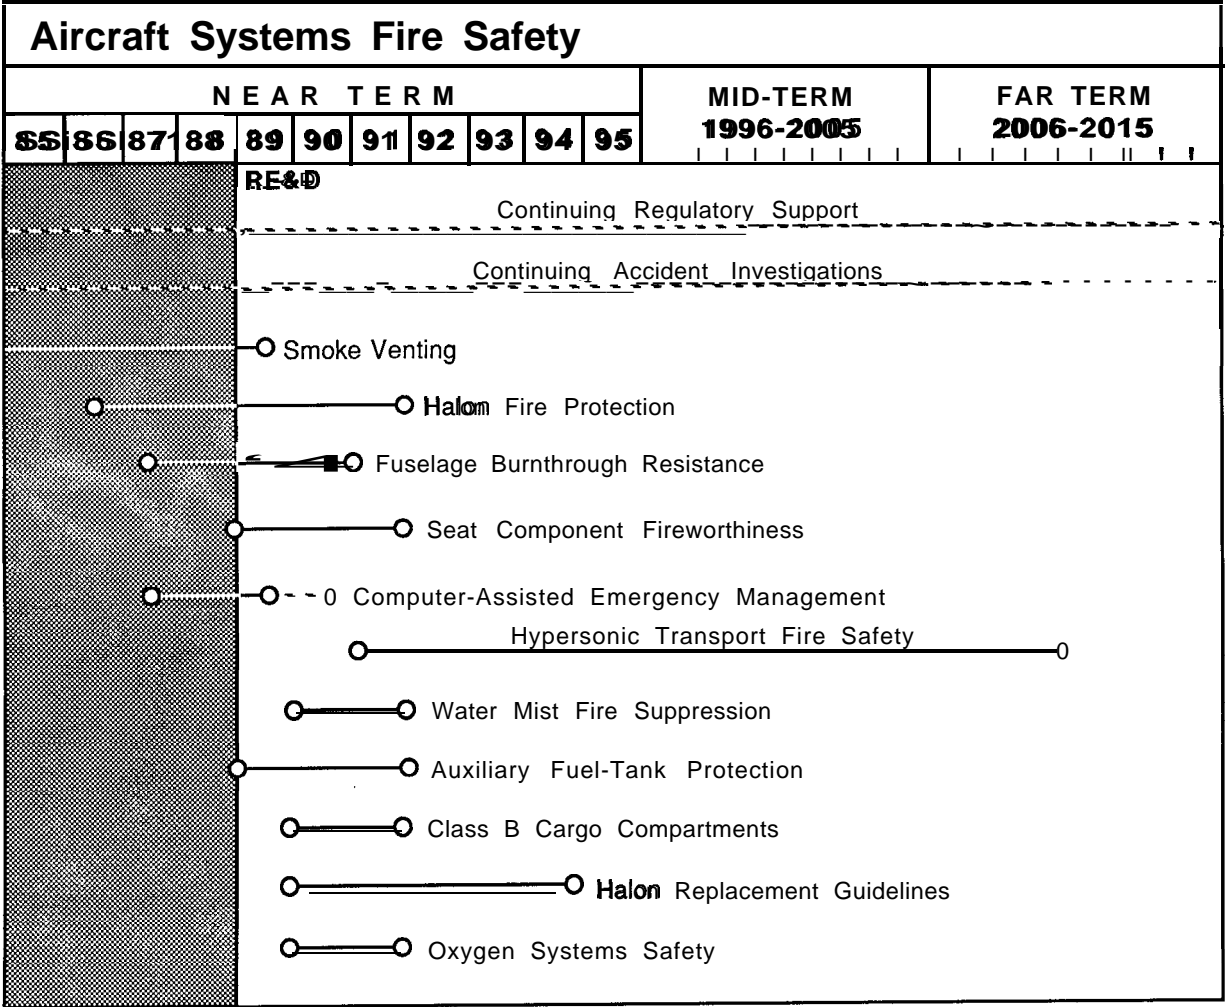 Aircraft Systems Fire Safety
NEAR TERM MID-TERM FAR TERM
1996-2005 2006-2015
85 86 87 88 89 90 91 92 93 94 95
RE&D
Continuing Regulatory Support
Continuing Accident Investigations
Smoke Venting
Halon Fire Protection
Fuselage Burnthrough Resistance
Seat Component Fireworthiness
0 Computer-Assisted Emergency Management
Hypersonic Transport Fire Safety
0
Water Mist Fire Suppression
Auxiliary Fuel-Tank Protection
Class B Cargo Compartments
Halon Replacement Guidelines
Oxygen Systems Safety